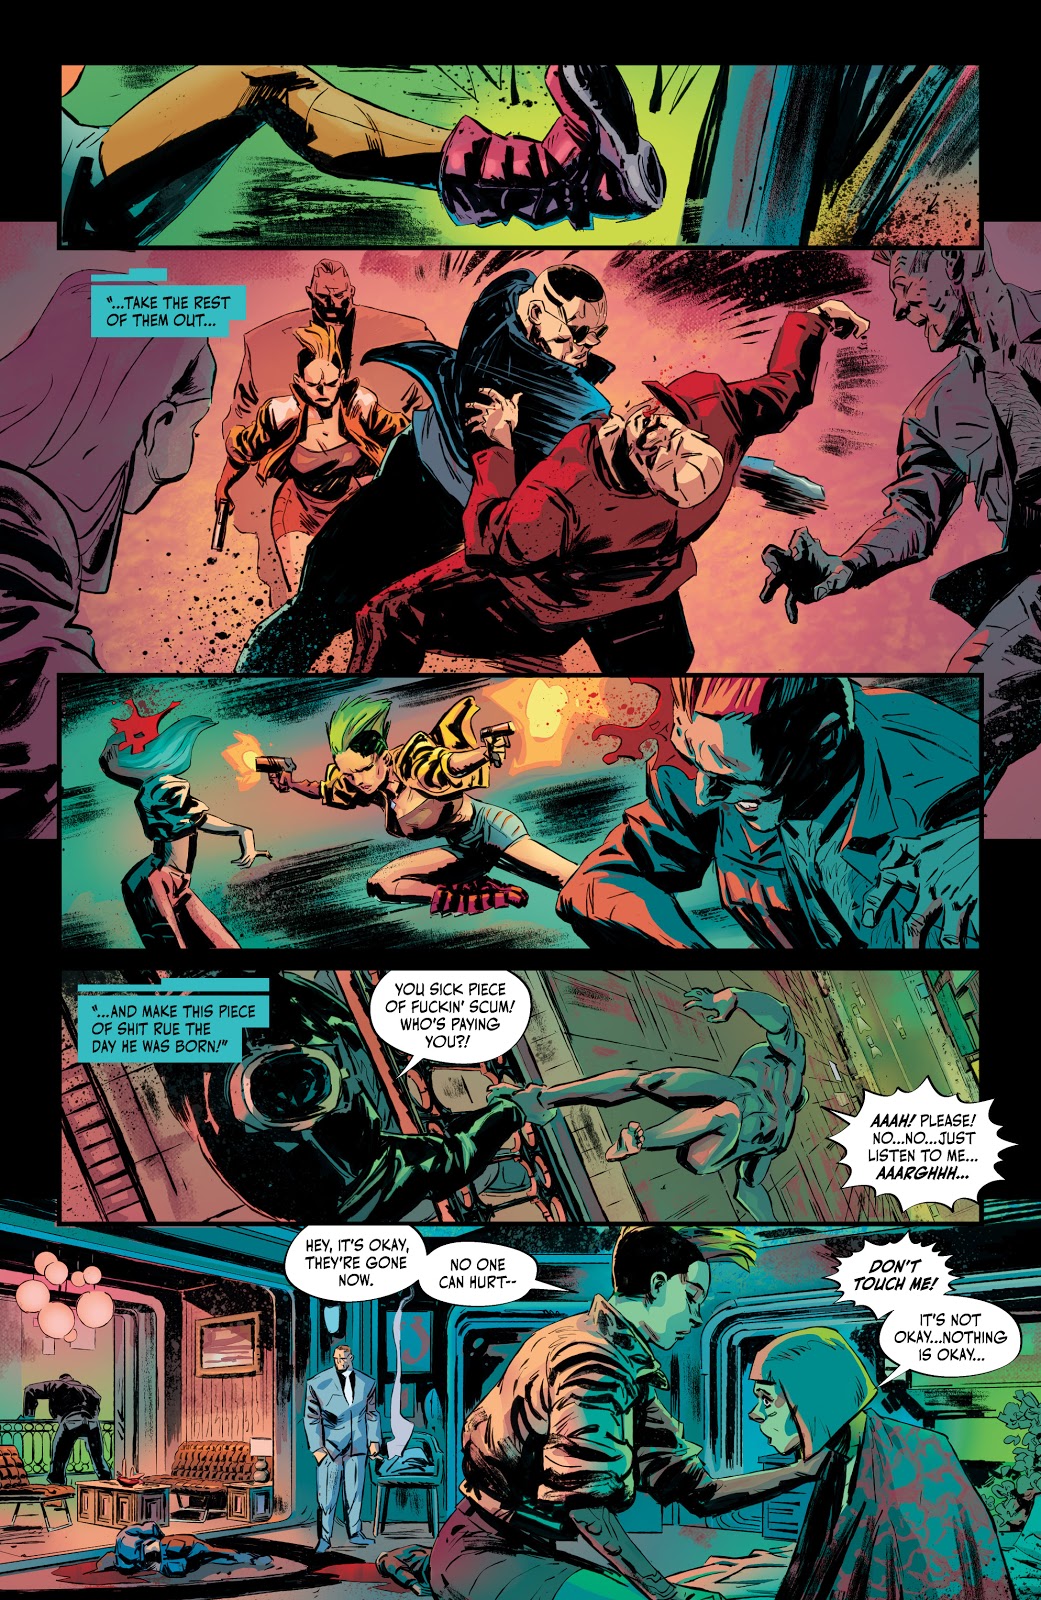 "...TAKE THE REST
OF THEM OUT...
"...AND MAKE THIS PIECE
OF SHIT RUE THE
DAY HE WAS BORN!"
YOU SICK PIECE
OF FUCKIN' SCUM!
WHO'S PAYING
YOU?!
AAAH! PLEASE!
NO...NO...JUST
LISTEN TO ME...
AAARGHHH...
HEY, IT'S OKAY,
THEY'RE GONE
NOW.
NO ONE
CAN HURT--
DON'T
TOUCH ME!
IT'S NOT
OKAY...NOTHING
IS OKAY...